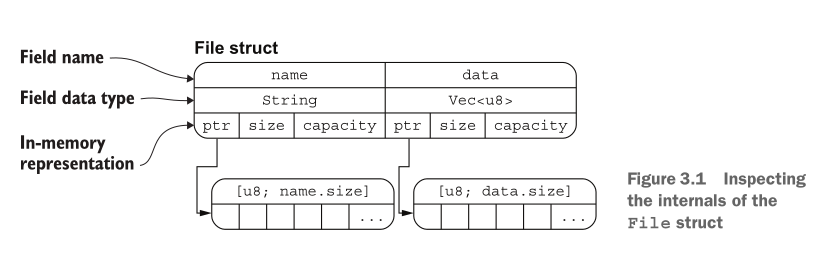 File struct
Field name
name data
Field data type
String Vec<u8>
In-memory
representation
ptr size capacity ptr size capacity
[u8; name.size] [u8; data.size]
... ...
Figure 3.1 Inspecting
the internals of the
File struct